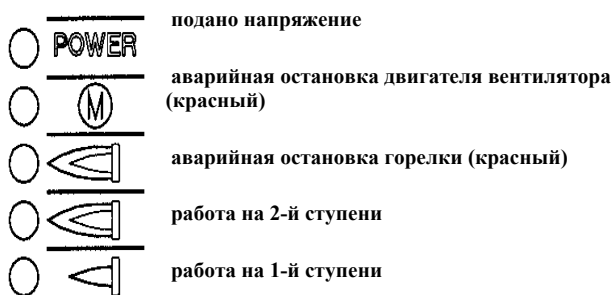 подано напряжение
POWER
аварийная остановка двигателя вентилятора
(красный)
M
аварийная остановка горелки (красный)
работа на 2-й ступени
работа на 1-й ступени